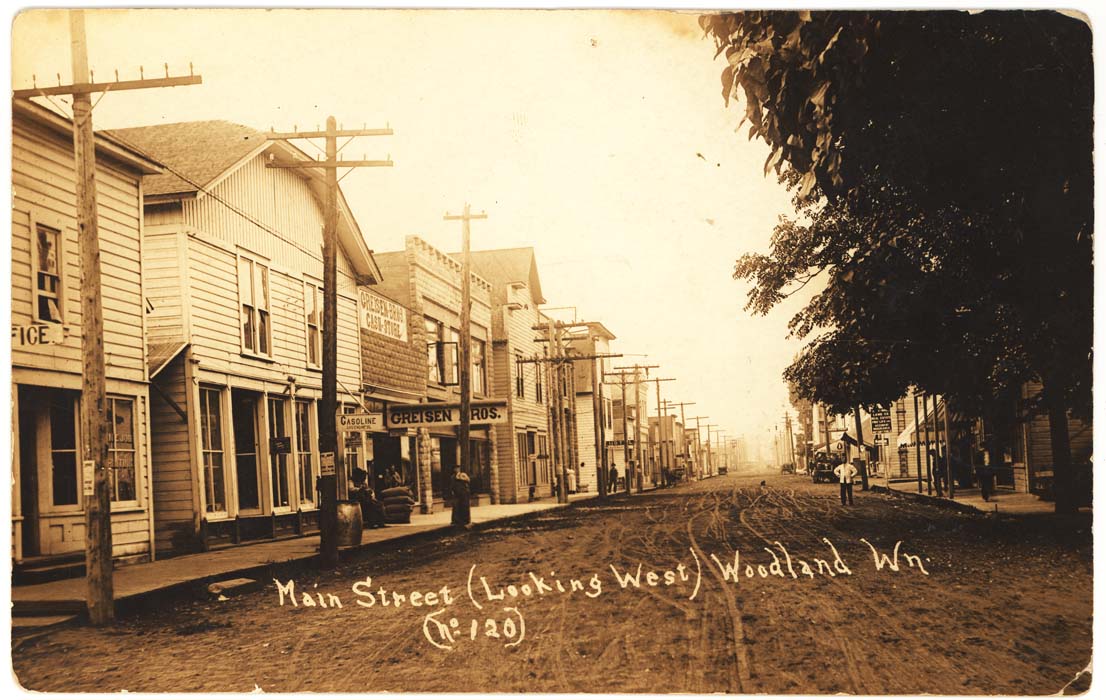 FICE.
GREISEN BROS.
CASH STORE.
GASOLINE
GREISEN BROS.
Main Street (Looking West) Woodland Wn.
(No. 120)